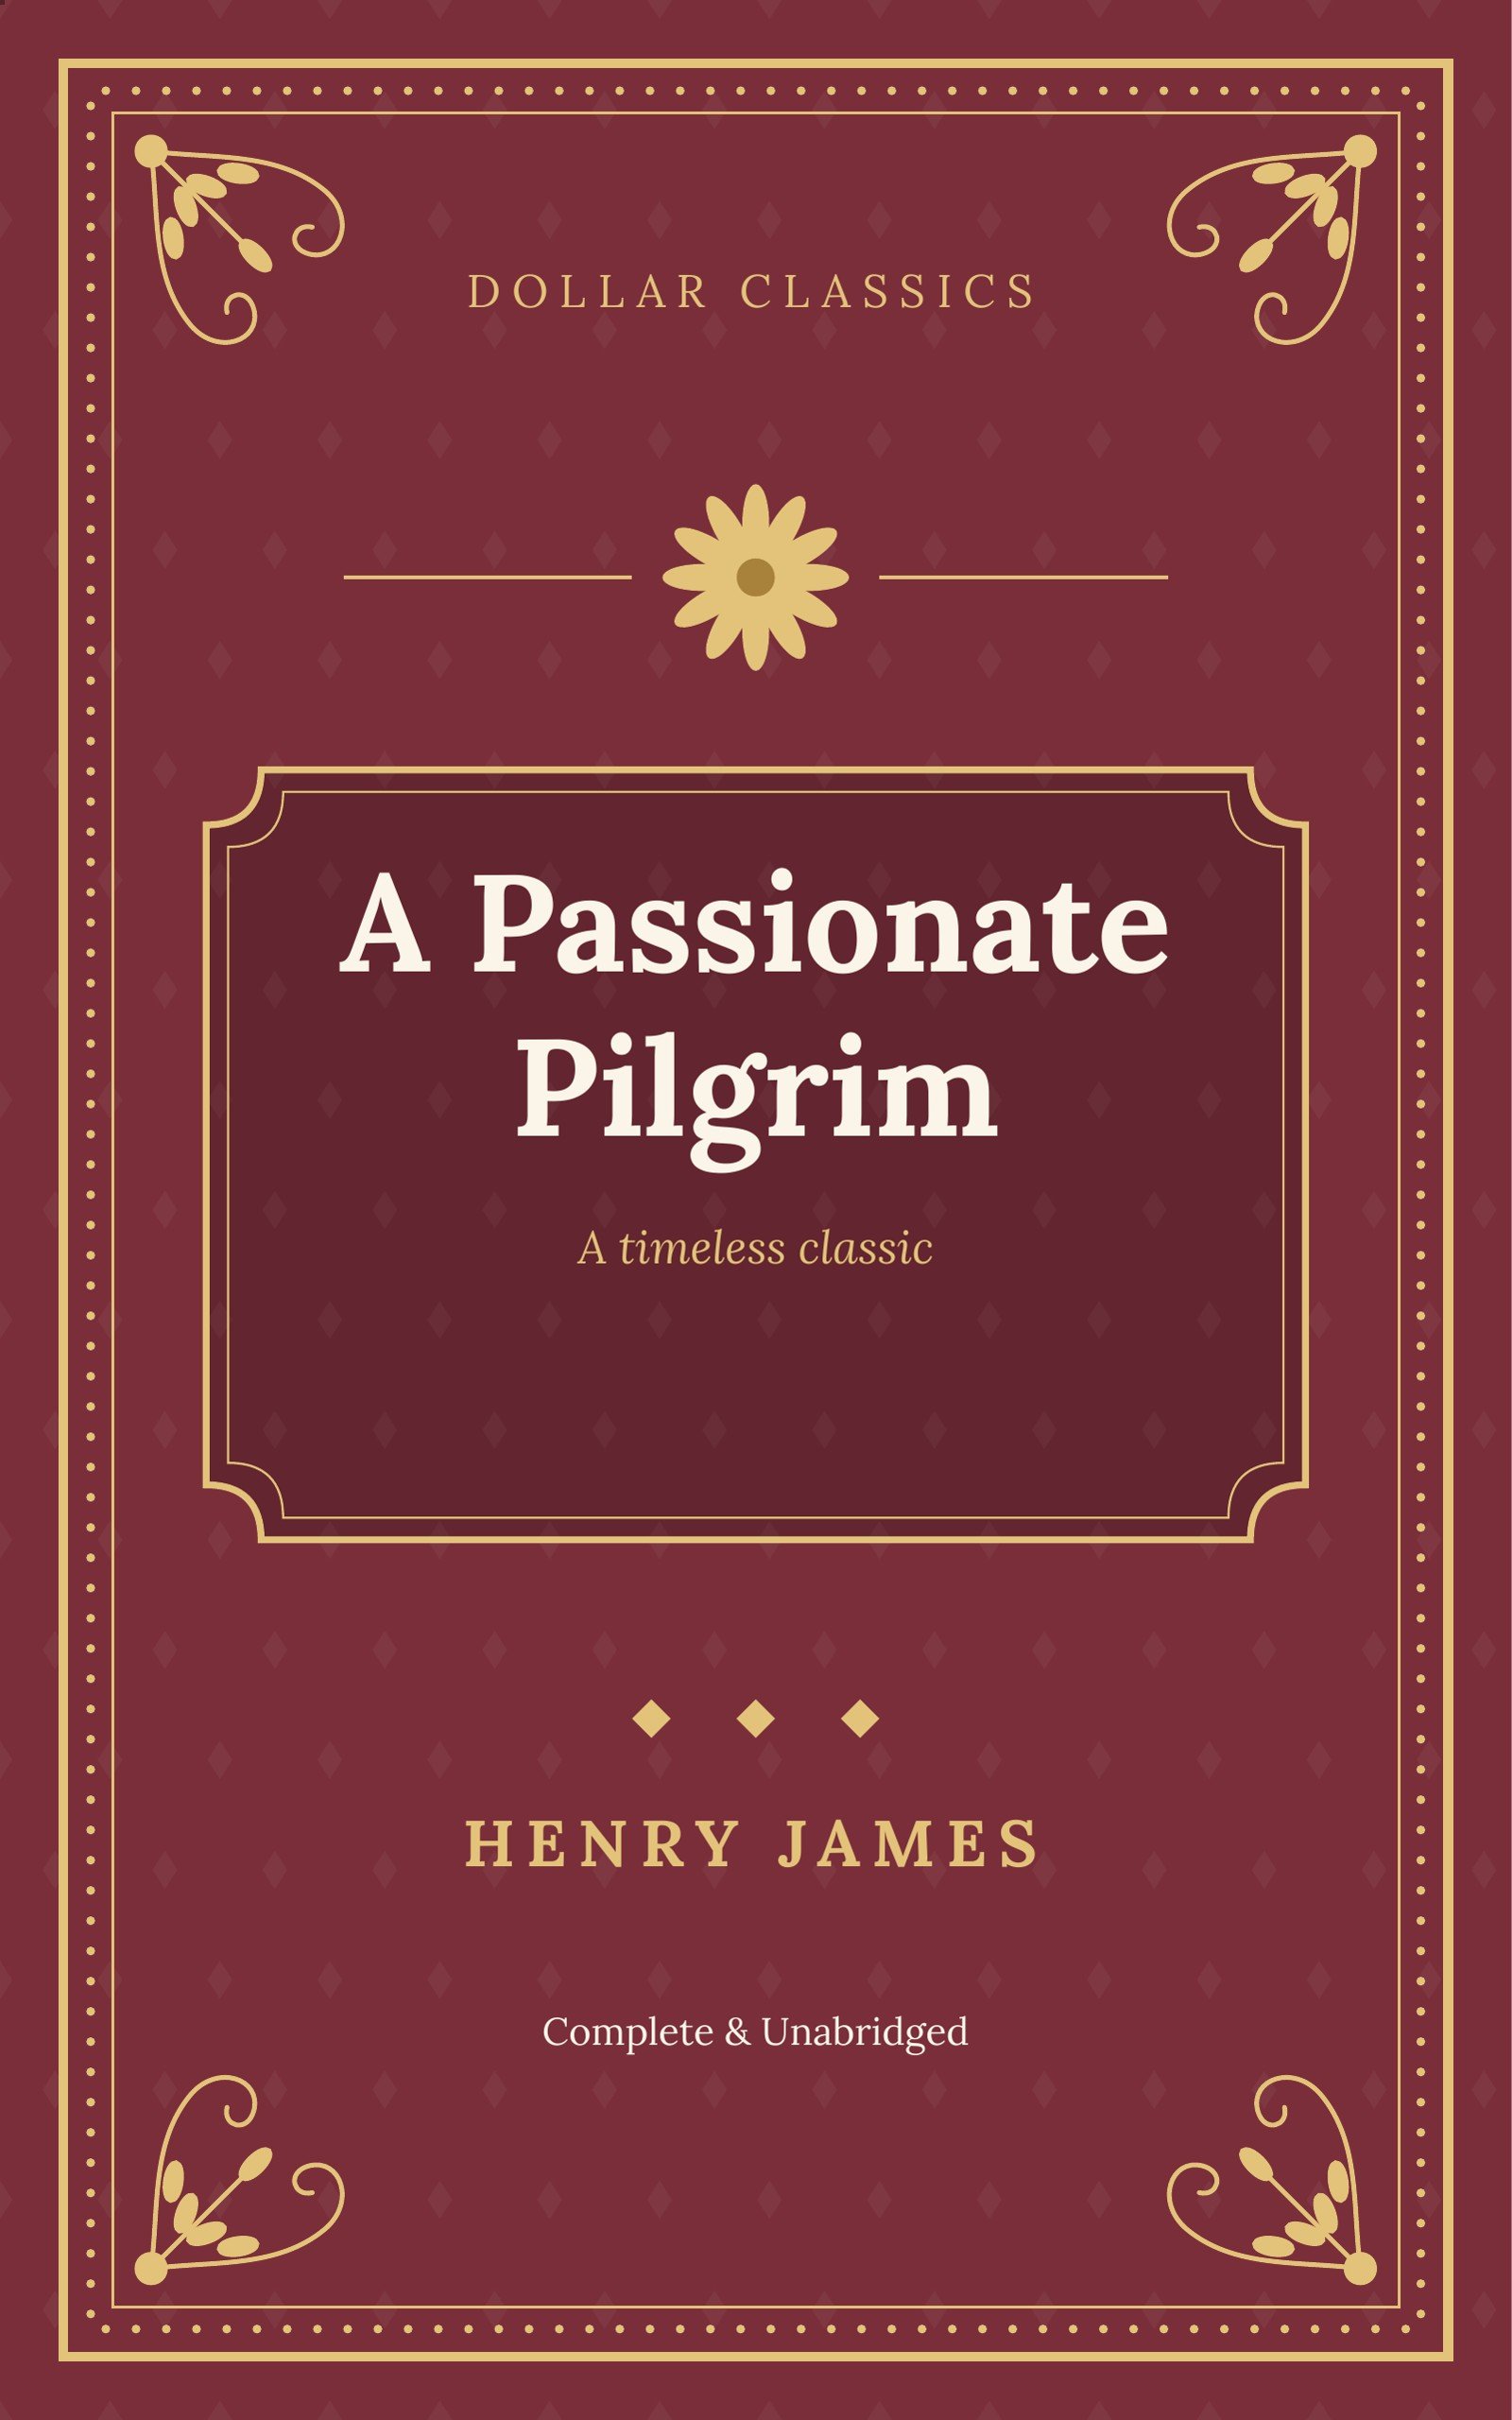 DOLLAR CLASSICS
A Passionate
Pilgrim
A timeless classic
HENRY JAMES
Complete & Unabridged